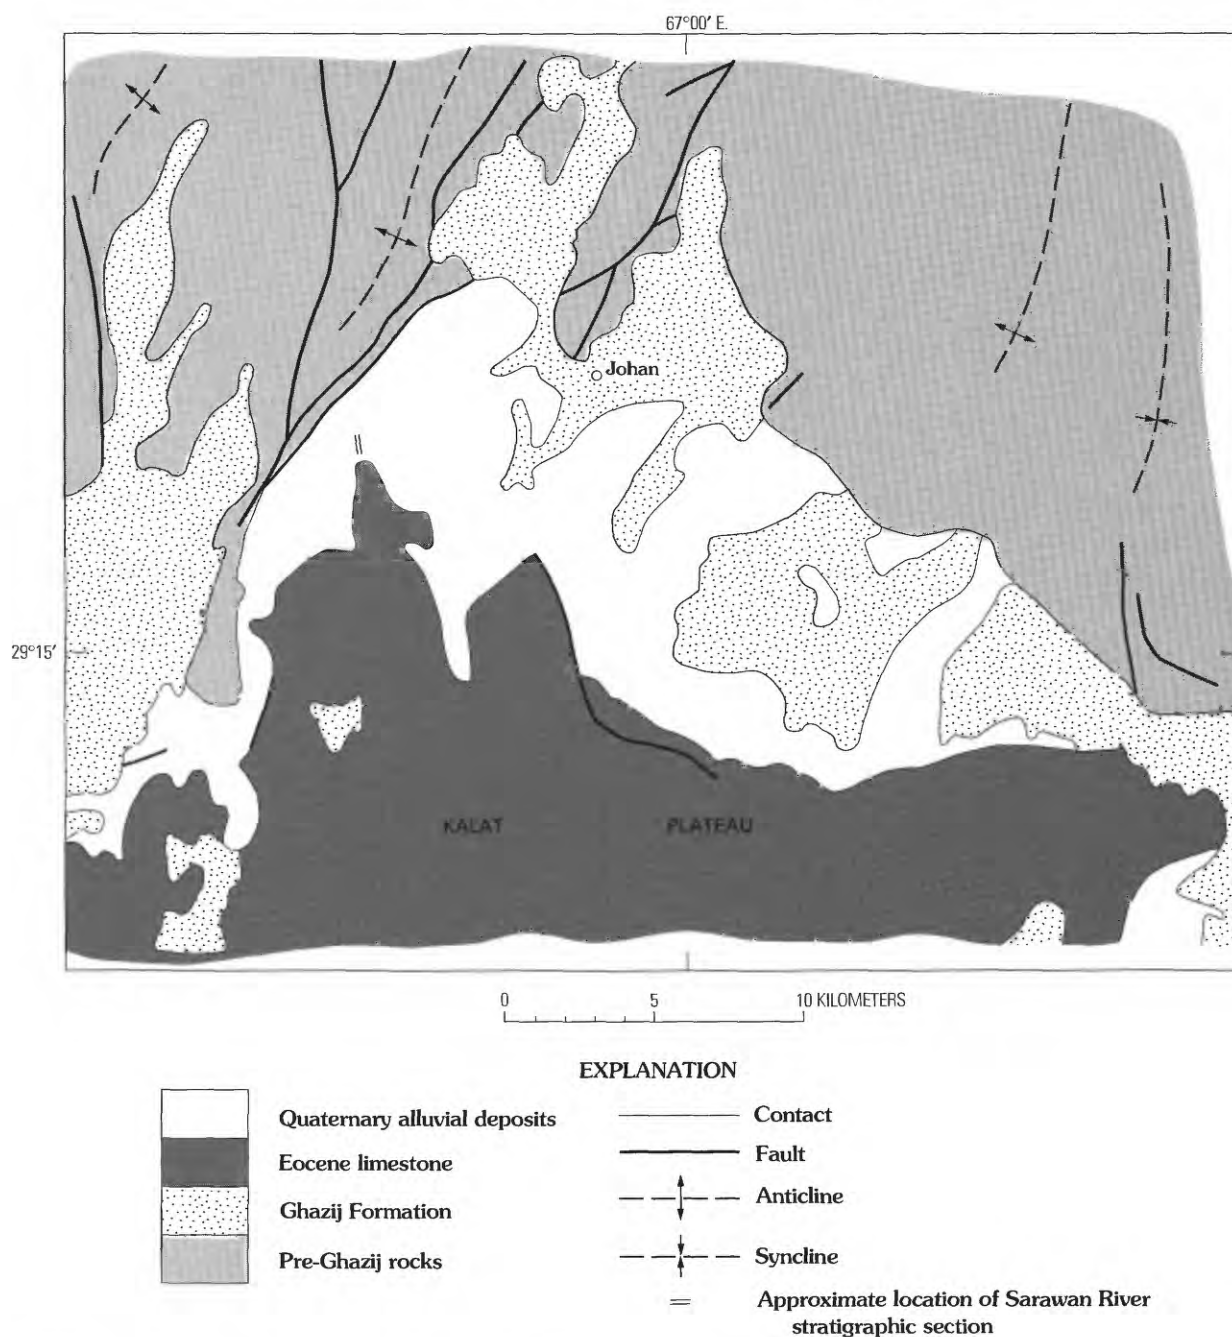 67°00' E.
Johan
29°15'
KALAT PLATEAU
0 5 10 KILOMETERS
EXPLANATION
Quaternary alluvial deposits
Eocene limestone
Ghazij Formation
Pre-Ghazij rocks
Contact
Fault
Anticline
Syncline
Approximate location of Sarawan River
stratigraphic section